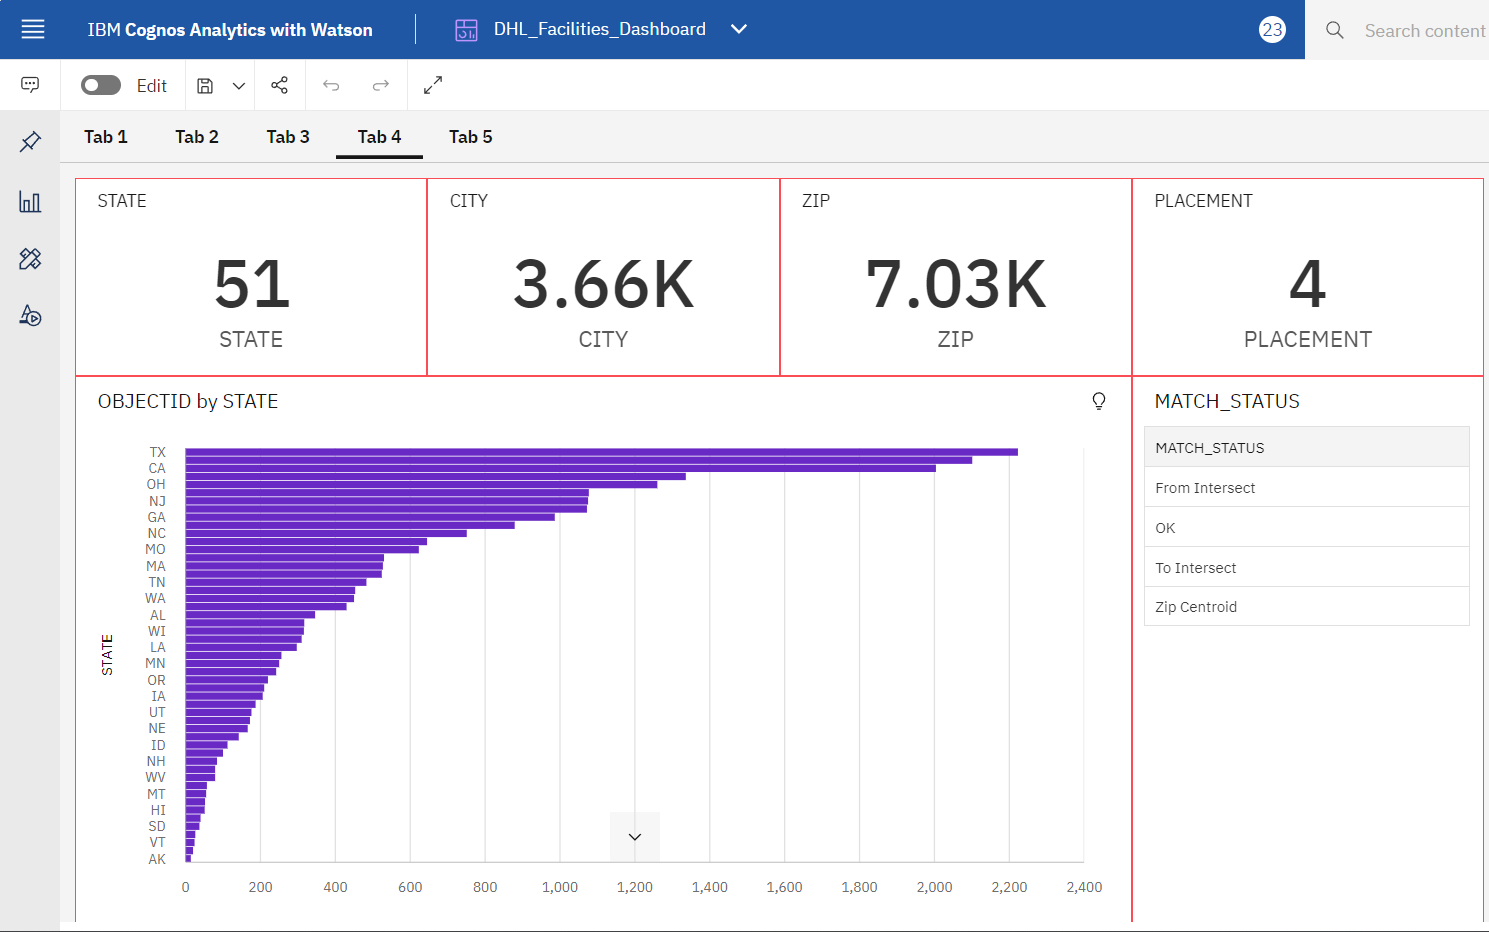 IBM Cognos Analytics with Watson
DHL_Facilities_Dashboard
23
Search content
Edit
Tab 1
Tab 2
Tab 3
Tab 4
Tab 5
STATE
51
STATE
CITY
3.66K
CITY
ZIP
7.03K
ZIP
PLACEMENT
4
PLACEMENT
OBJECTID by STATE
STATE
TX
CA
OH
NJ
GA
NC
MO
MA
TN
WA
AL
WI
LA
MN
OR
IA
UT
NE
ID
NH
WV
MT
HI
SD
VT
AK
0 200 400 600 800 1,000 1,200 1,400 1,600 1,800 2,000 2,200 2,400
MATCH_STATUS
MATCH_STATUS
From Intersect
OK
To Intersect
Zip Centroid